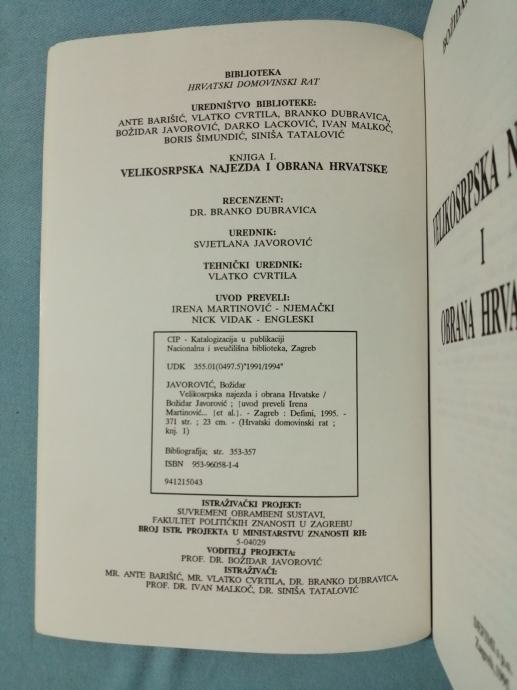 BIBLIOTEKA
HRVATSKI DOMOVINSKI RAT
UREDNIŠTVO BIBLIOTEKE:
ANTE BARIŠIĆ, VLATKO CVRTILA, BRANKO DUBRAVICA,
BOŽIDAR JAVOROVIĆ, DARKO LACKOVIĆ, IVAN MALKOČ,
BORIS ŠIMUNDIĆ, SINIŠA TATALOVIĆ
KNJIGA I.
VELIKOSRPSKA NAJEZDA I OBRANA HRVATSKE
RECENZENT:
DR. BRANKO DUBRAVICA
UREDNIK:
SVJETLANA JAVOROVIĆ
TEHNIČKI UREDNIK:
VLATKO CVRTILA
UVOD PREVELI:
IRENA MARTINOVIĆ - NJEMAČKI
NICK VIDAK - ENGLESKI
CIP - Katalogizacija u publikaciji
Nacionalna i sveučilišna biblioteka, Zagreb
UDK 355.01(0497.5)"1991/1994"
JAVOROVIĆ, Božidar
Velikosrpska najezda i obrana Hrvatske /
Božidar Javorović ; {uvod preveli Irena
Martinović... {et al.}. - Zagreb : Defimi, 1995. -
371 str. ; 23 cm. - (Hrvatski domovinski rat ;
knj. 1)
Bibliografija; str. 353-357
ISBN 953-96058-1-4
941215043
ISTRAŽIVAČKI PROJEKT:
SUVREMENI OBRAMBENI SUSTAVI,
FAKULTET POLITIČKIH ZNANOSTI U ZAGREBU
BROJ ISTR. PROJEKTA U MINISTARSTVU ZNANOSTI RH:
5-04029
VODITELJ PROJEKTA:
PROF. DR. BOŽIDAR JAVOROVIĆ
ISTRAŽIVAČI:
MR. ANTE BARIŠIĆ, MR. VLATKO CVRTILA, DR. BRANKO DUBRAVICA,
PROF. DR. IVAN MALKOČ, DR. SINIŠA TATALOVIĆ
BOŽIDAR
VELIKOSRPSKA N
I
OBRANA HRVA